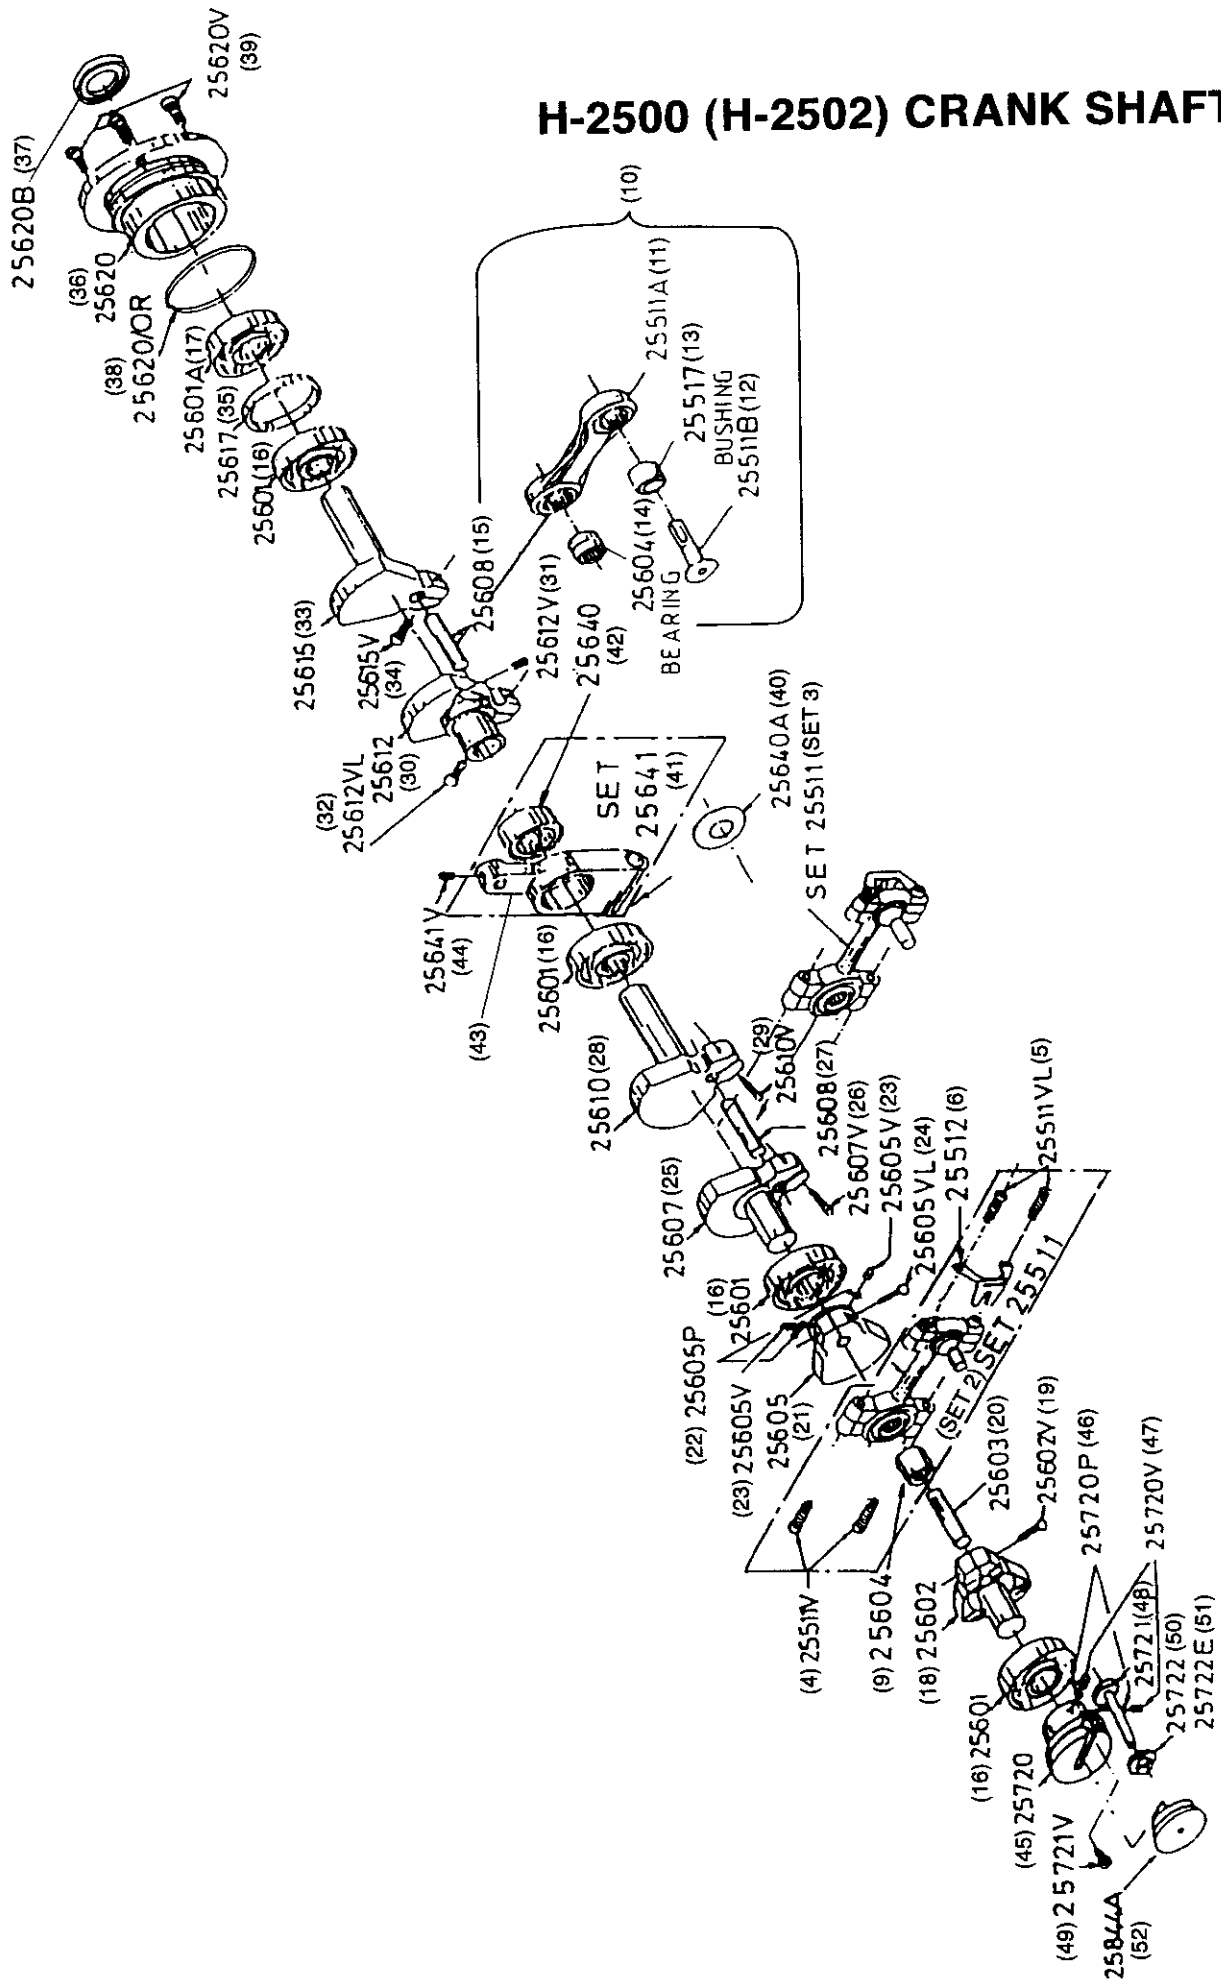 H-2500 (H-2502) CRANK SHAFT
25620B (37)
25620V
(39)
(36)
25620
(38)
25620/OR
25601A (17)
25617 (35)
25601 (16)
(10)
25511A (11)
25517 (13)
BUSHING
25511B (12)
25604 (14)
BEARING
25608 (15)
25615 (33)
25615V
(34)
25612V (31)
25640
(42)
25612
(30)
(32)
25612VL
SET
25641
(41)
25640A (40)
SET 25511 (SET 3)
25641V
(44)
(43)
25601 (16)
25610 (28)
(29)
25610V
25608 (27)
25607V (26)
25605V (23)
25605VL (24)
25512 (6)
25511VL (5)
25607 (25)
(16)
25601
(22) 25605P
(23) 25605V
25605
(21)
(SET 2) SET 25511
(4) 25511V
(9) 25604
25603 (20)
25602V (19)
(18) 25602
25720P (46)
25720V (47)
(16) 25601
25721 (48)
25722 (50)
25722E (51)
(45) 25720
(49) 25721V
25844A
(52)